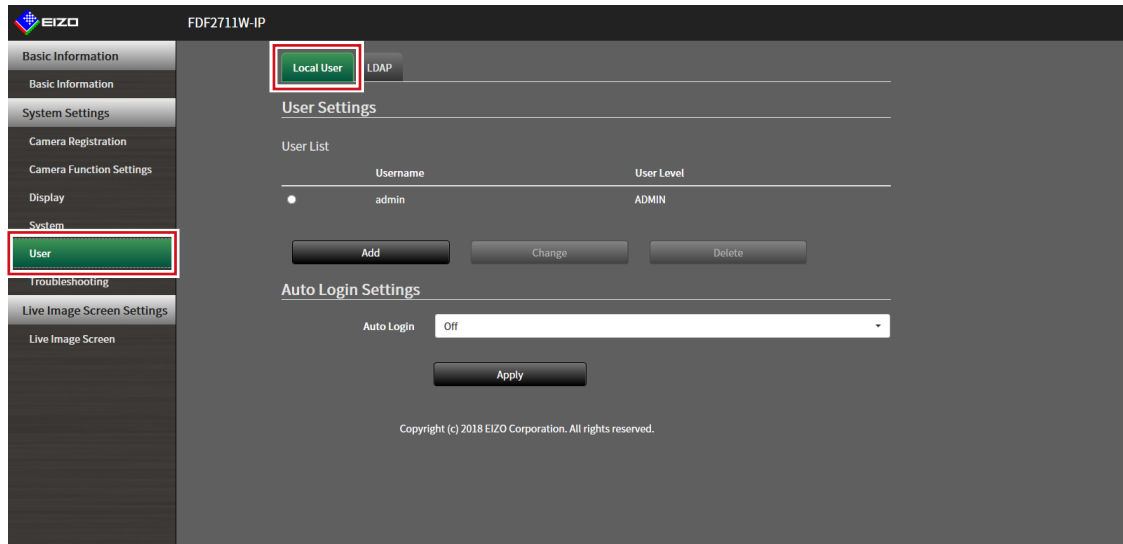 EIZO
FDF2711W-IP
Basic Information
Basic Information
System Settings
Camera Registration
Camera Function Settings
Display
System
User
Troubleshooting
Live Image Screen Settings
Live Image Screen
Local User LDAP
User Settings
User List
Username User Level
admin ADMIN
Add Change Delete
Auto Login Settings
Auto Login Off
Apply
Copyright (c) 2018 EIZO Corporation. All rights reserved.